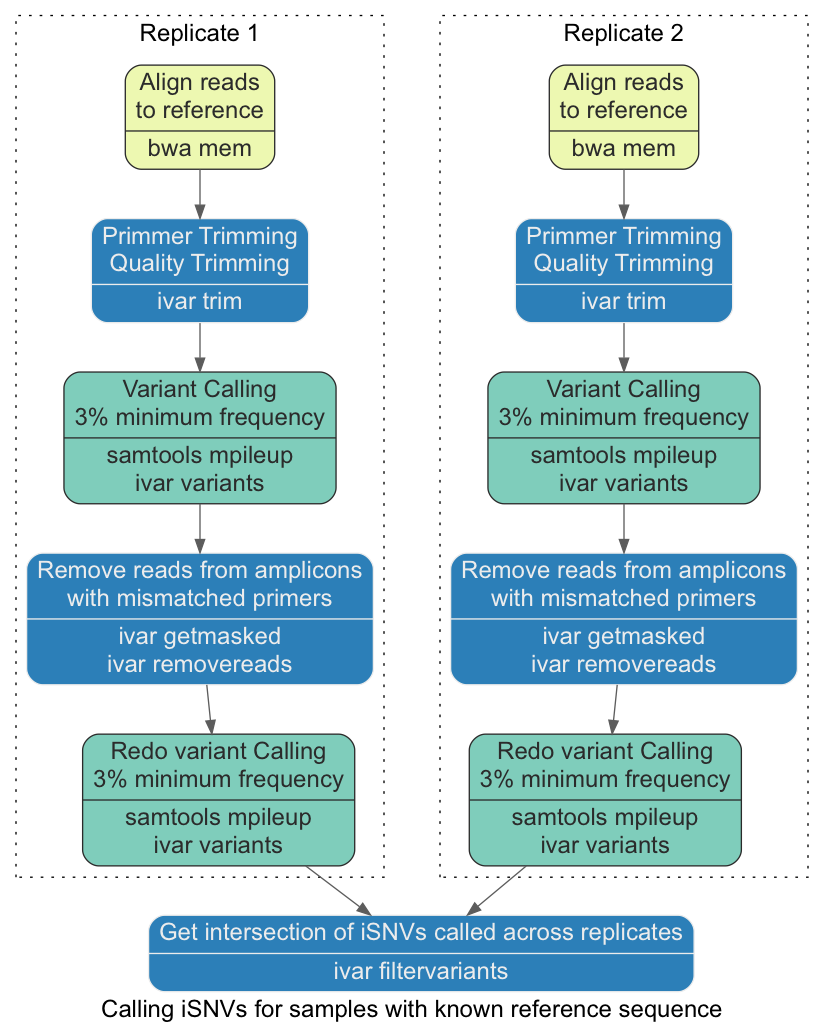 Replicate 1
Align reads
to reference
bwa mem
Primmer Trimming
Quality Trimming
ivar trim
Variant Calling
3% minimum frequency
samtools mpileup
ivar variants
Remove reads from amplicons
with mismatched primers
ivar getmasked
ivar removereads
Redo variant Calling
3% minimum frequency
samtools mpileup
ivar variants
Replicate 2
Align reads
to reference
bwa mem
Primmer Trimming
Quality Trimming
ivar trim
Variant Calling
3% minimum frequency
samtools mpileup
ivar variants
Remove reads from amplicons
with mismatched primers
ivar getmasked
ivar removereads
Redo variant Calling
3% minimum frequency
samtools mpileup
ivar variants
Get intersection of iSNVs called across replicates
ivar filtervariants
Calling iSNVs for samples with known reference sequence